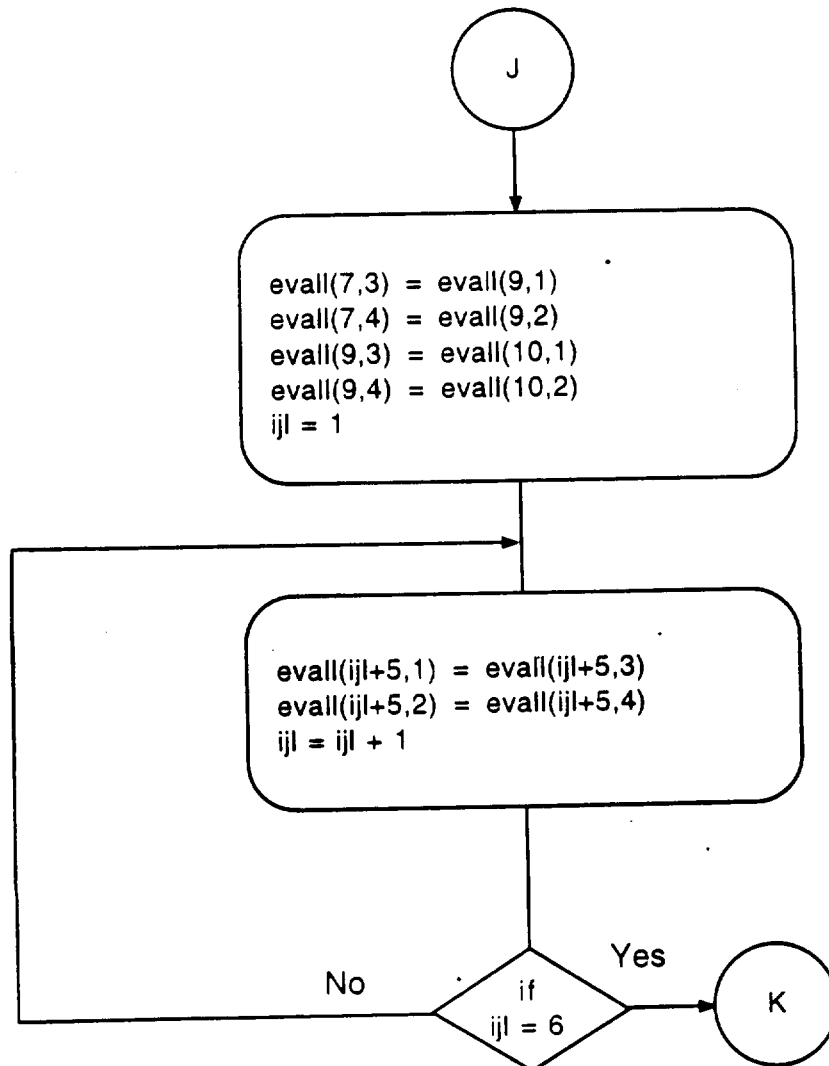 J
evall(7,3) = evall(9,1)
evall(7,4) = evall(9,2)
evall(9,3) = evall(10,1)
evall(9,4) = evall(10,2)
ijl = 1
evall(ijl+5,1) = evall(ijl+5,3)
evall(ijl+5,2) = evall(ijl+5,4)
ijl = ijl + 1
No
Yes
if
ijl = 6
K